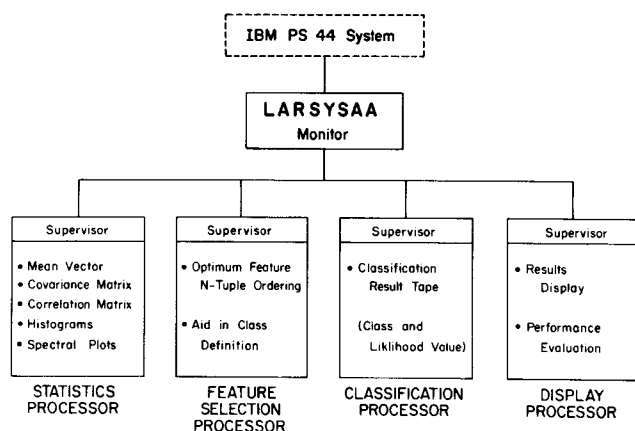 IBM PS 44 System
LARSYSAA
Monitor
Supervisor
• Mean Vector
• Covariance Matrix
• Correlation Matrix
• Histograms
• Spectral Plots
STATISTICS
PROCESSOR
Supervisor
• Optimum Feature
N-Tuple Ordering
• Aid in Class
Definition
FEATURE
SELECTION
PROCESSOR
Supervisor
• Classification
Result Tape
(Class and
Liklihood Value)
CLASSIFICATION
PROCESSOR
Supervisor
• Results
Display
• Performance
Evaluation
DISPLAY
PROCESSOR